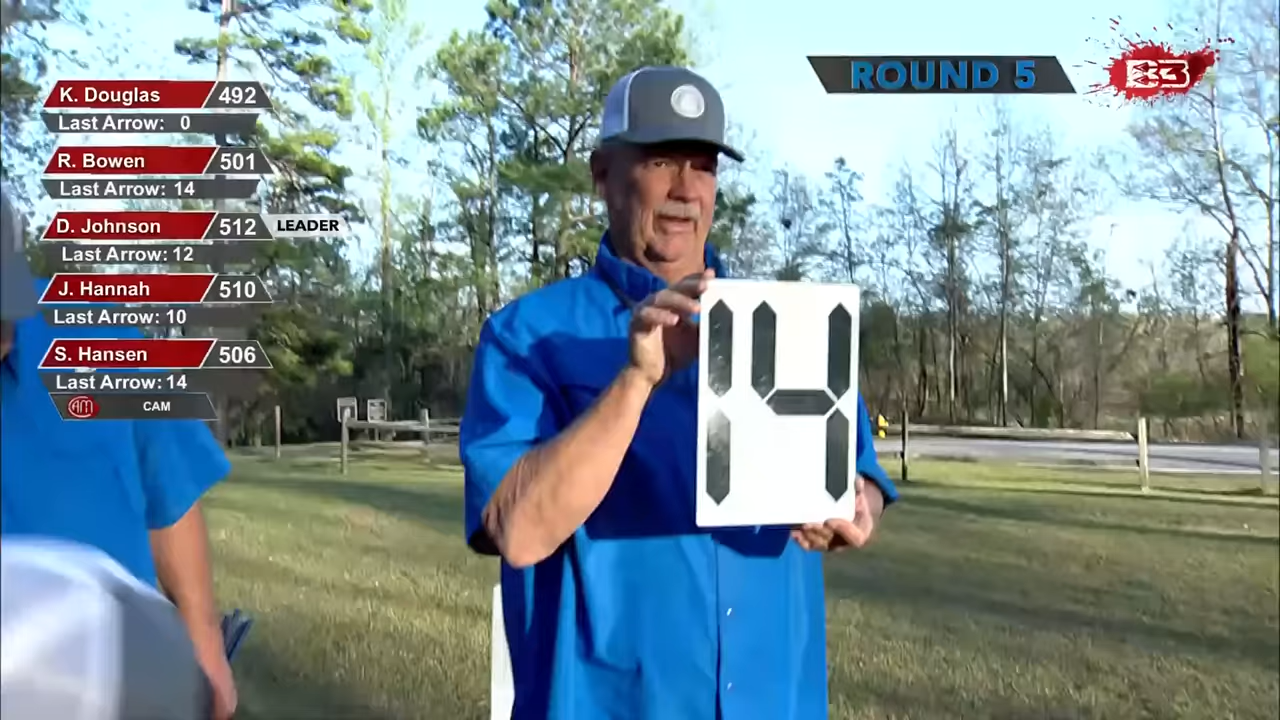 K. Douglas 492
Last Arrow: 0
R. Bowen 501
Last Arrow: 14
D. Johnson 512 LEADER
Last Arrow: 12
J. Hannah 510
Last Arrow: 10
S. Hansen 506
Last Arrow: 14
AM CAM
ROUND 5
B3
14